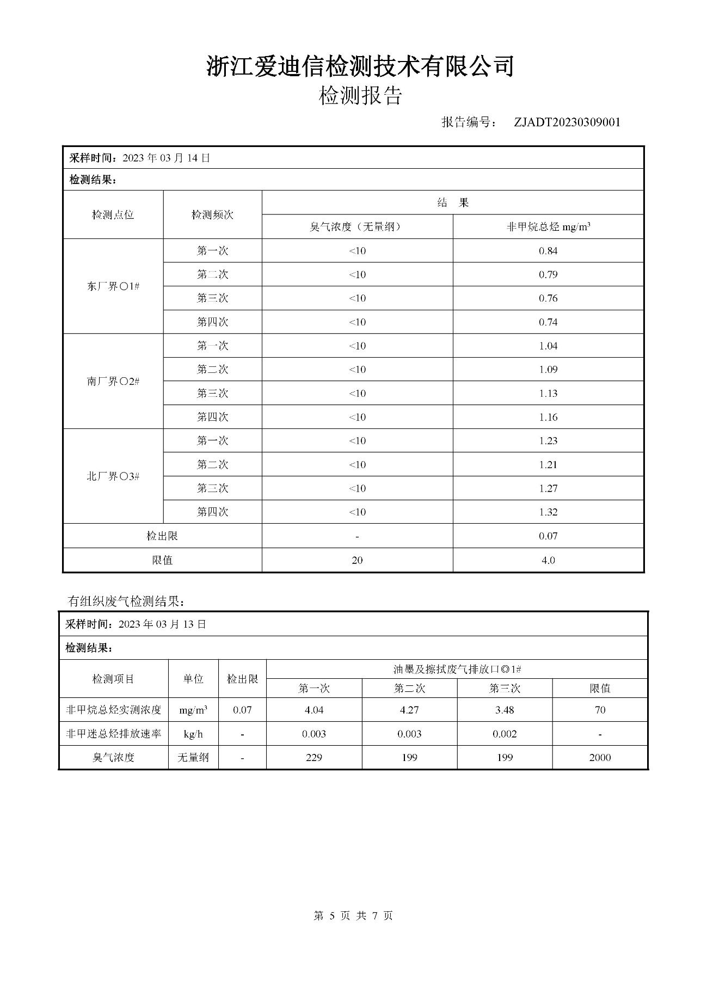 浙江爱迪信检测技术有限公司
检测报告
报告编号： ZJADT20230309001
采样时间：2023 年 03 月 14 日
检测结果：
检测点位 检测频次 结 果
臭气浓度（无量纲） 非甲烷总烃 mg/m³
东厂界〇1# 第一次 <10 0.84
第二次 <10 0.79
第三次 <10 0.76
第四次 <10 0.74
南厂界〇2# 第一次 <10 1.04
第二次 <10 1.09
第三次 <10 1.13
第四次 <10 1.16
北厂界〇3# 第一次 <10 1.23
第二次 <10 1.21
第三次 <10 1.27
第四次 <10 1.32
检出限 - 0.07
限值 20 4.0
有组织废气检测结果：
采样时间：2023 年 03 月 13 日
检测结果：
检测项目 单位 检出限 油墨及擦拭废气排放口◎1#
第一次 第二次 第三次 限值
非甲烷总烃实测浓度 mg/m³ 0.07 4.04 4.27 3.48 70
非甲迷总烃排放速率 kg/h - 0.003 0.003 0.002 -
臭气浓度 无量纲 - 229 199 199 2000
第 5 页 共 7 页